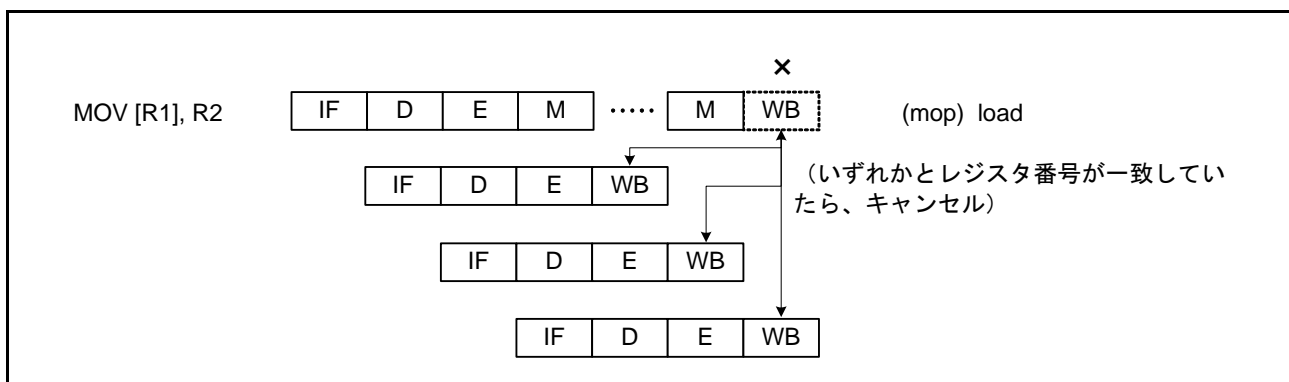 ×
MOV [R1], R2 IF D E M ····· M WB (mop) load
IF D E WB
(いずれかとレジスタ番号が一致してい
たら、キャンセル)
IF D E WB
IF D E WB